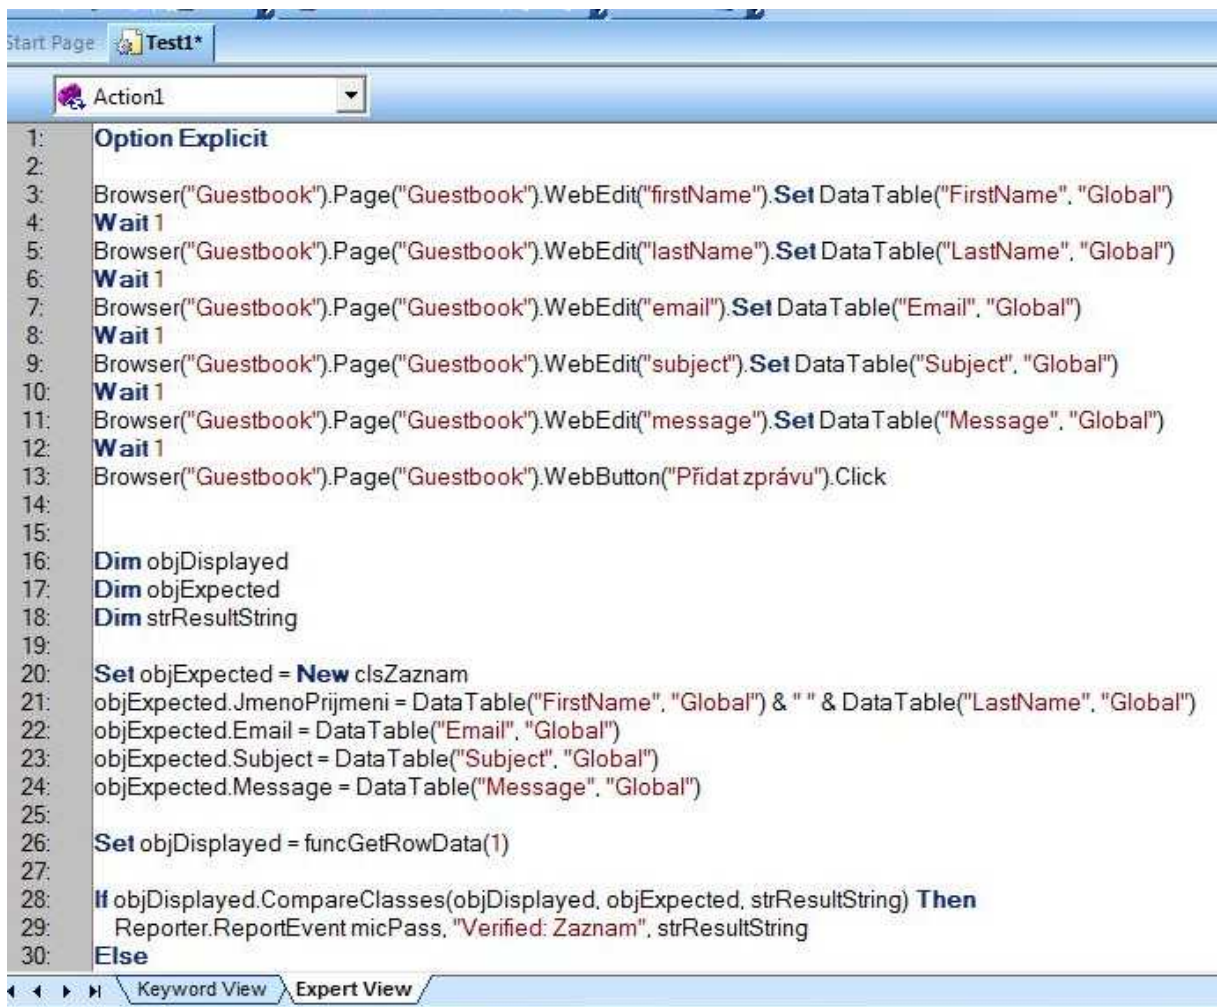 Start Page Test1*
Action1
1: Option Explicit
2:
3: Browser("Guestbook").Page("Guestbook").WebEdit("firstName").Set DataTable("FirstName", "Global")
4: Wait 1
5: Browser("Guestbook").Page("Guestbook").WebEdit("lastName").Set DataTable("LastName", "Global")
6: Wait 1
7: Browser("Guestbook").Page("Guestbook").WebEdit("email").Set DataTable("Email", "Global")
8: Wait 1
9: Browser("Guestbook").Page("Guestbook").WebEdit("subject").Set DataTable("Subject", "Global")
10: Wait 1
11: Browser("Guestbook").Page("Guestbook").WebEdit("message").Set DataTable("Message", "Global")
12: Wait 1
13: Browser("Guestbook").Page("Guestbook").WebButton("Přidat zprávu").Click
14:
15:
16: Dim objDisplayed
17: Dim objExpected
18: Dim strResultString
19:
20: Set objExpected = New clsZaznam
21: objExpected.JmenoPrijmeni = DataTable("FirstName", "Global") & " " & DataTable("LastName", "Global")
22: objExpected.Email = DataTable("Email", "Global")
23: objExpected.Subject = DataTable("Subject", "Global")
24: objExpected.Message = DataTable("Message", "Global")
25:
26: Set objDisplayed = funcGetRowData(1)
27:
28: If objDisplayed.CompareClasses(objDisplayed, objExpected, strResultString) Then
29: Reporter.ReportEvent micPass, "Verified: Zaznam", strResultString
30: Else
Keyword View Expert View